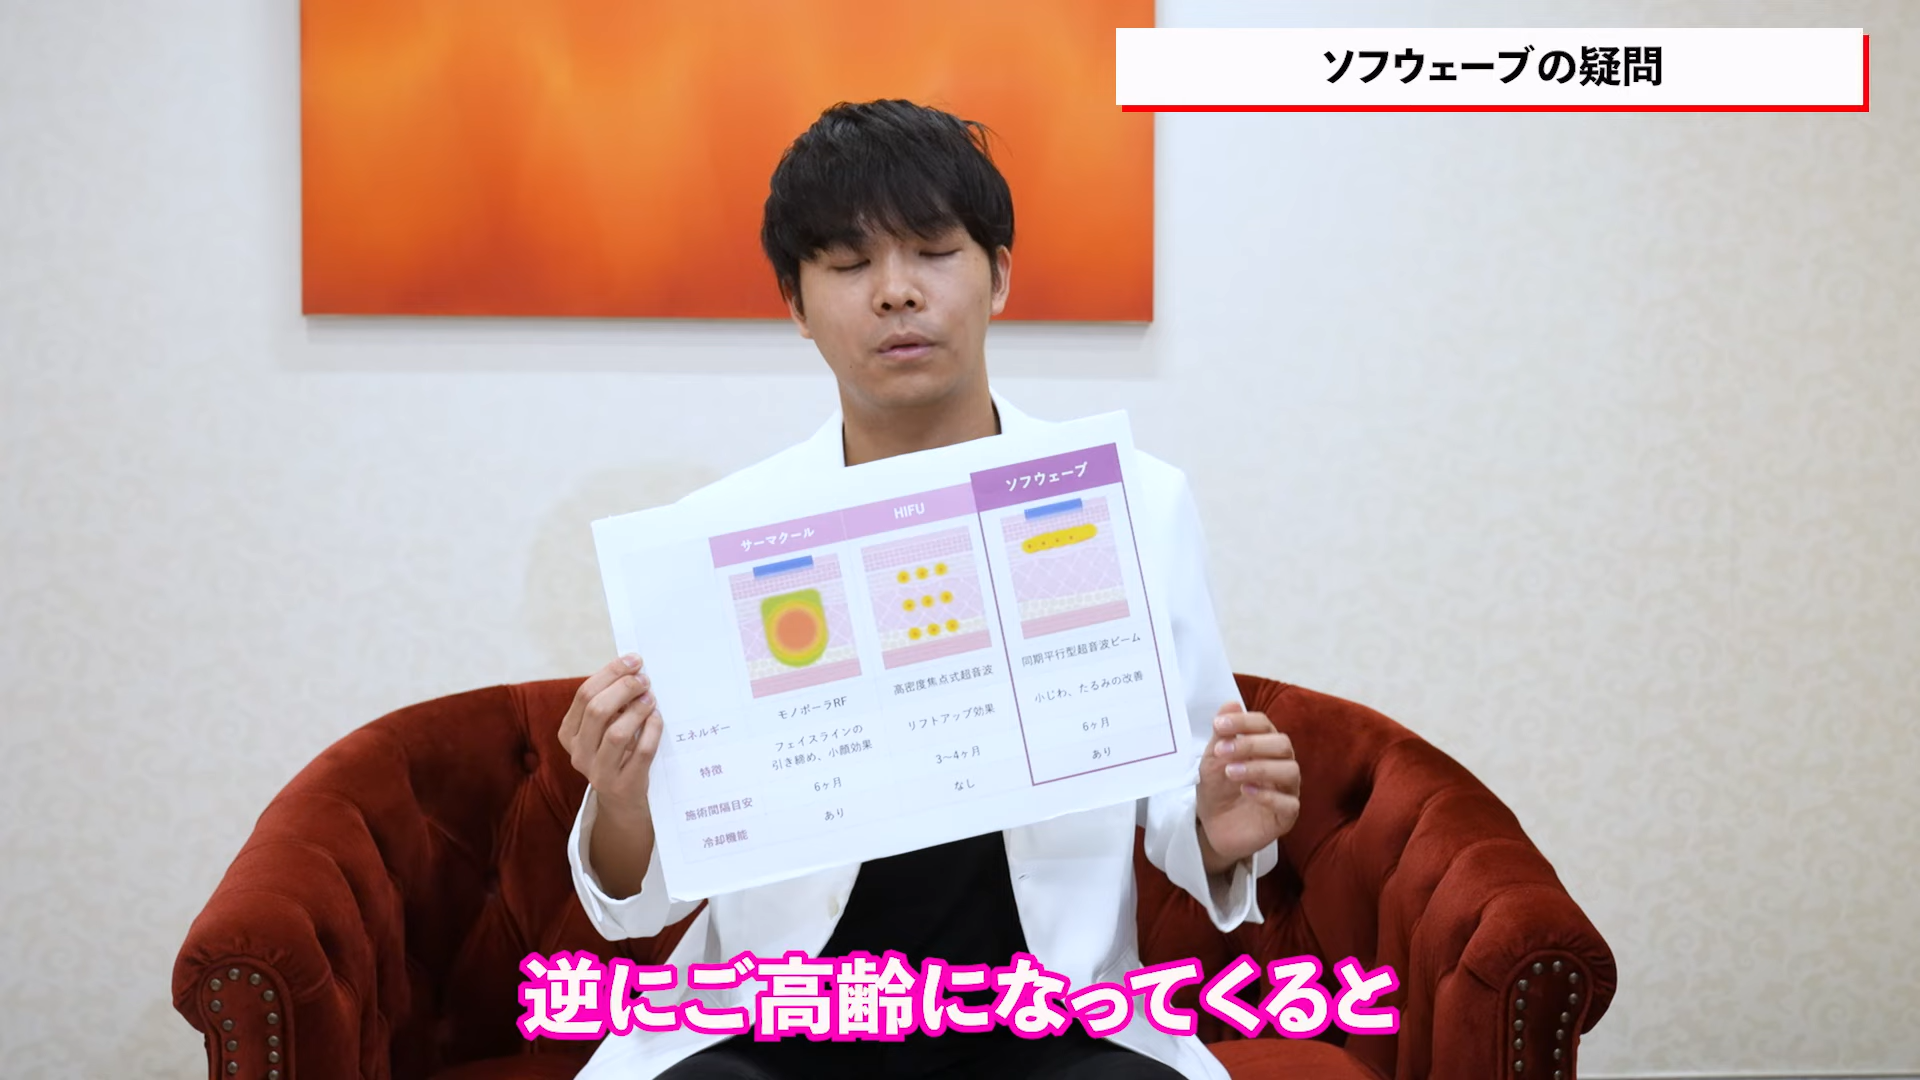 ソフウェーブの疑問
サーマクール
HIFU
ソフウェーブ
エネルギー
モノポーラRF
高密度焦点式超音波
同期平行型超音波ビーム
特徴
フェイスラインの
引き締め、小顔効果
リフトアップ効果
小じわ、たるみの改善
施術間隔目安
6ヶ月
3〜4ヶ月
6ヶ月
冷却機能
あり
なし
あり
逆にご高齢になってくると